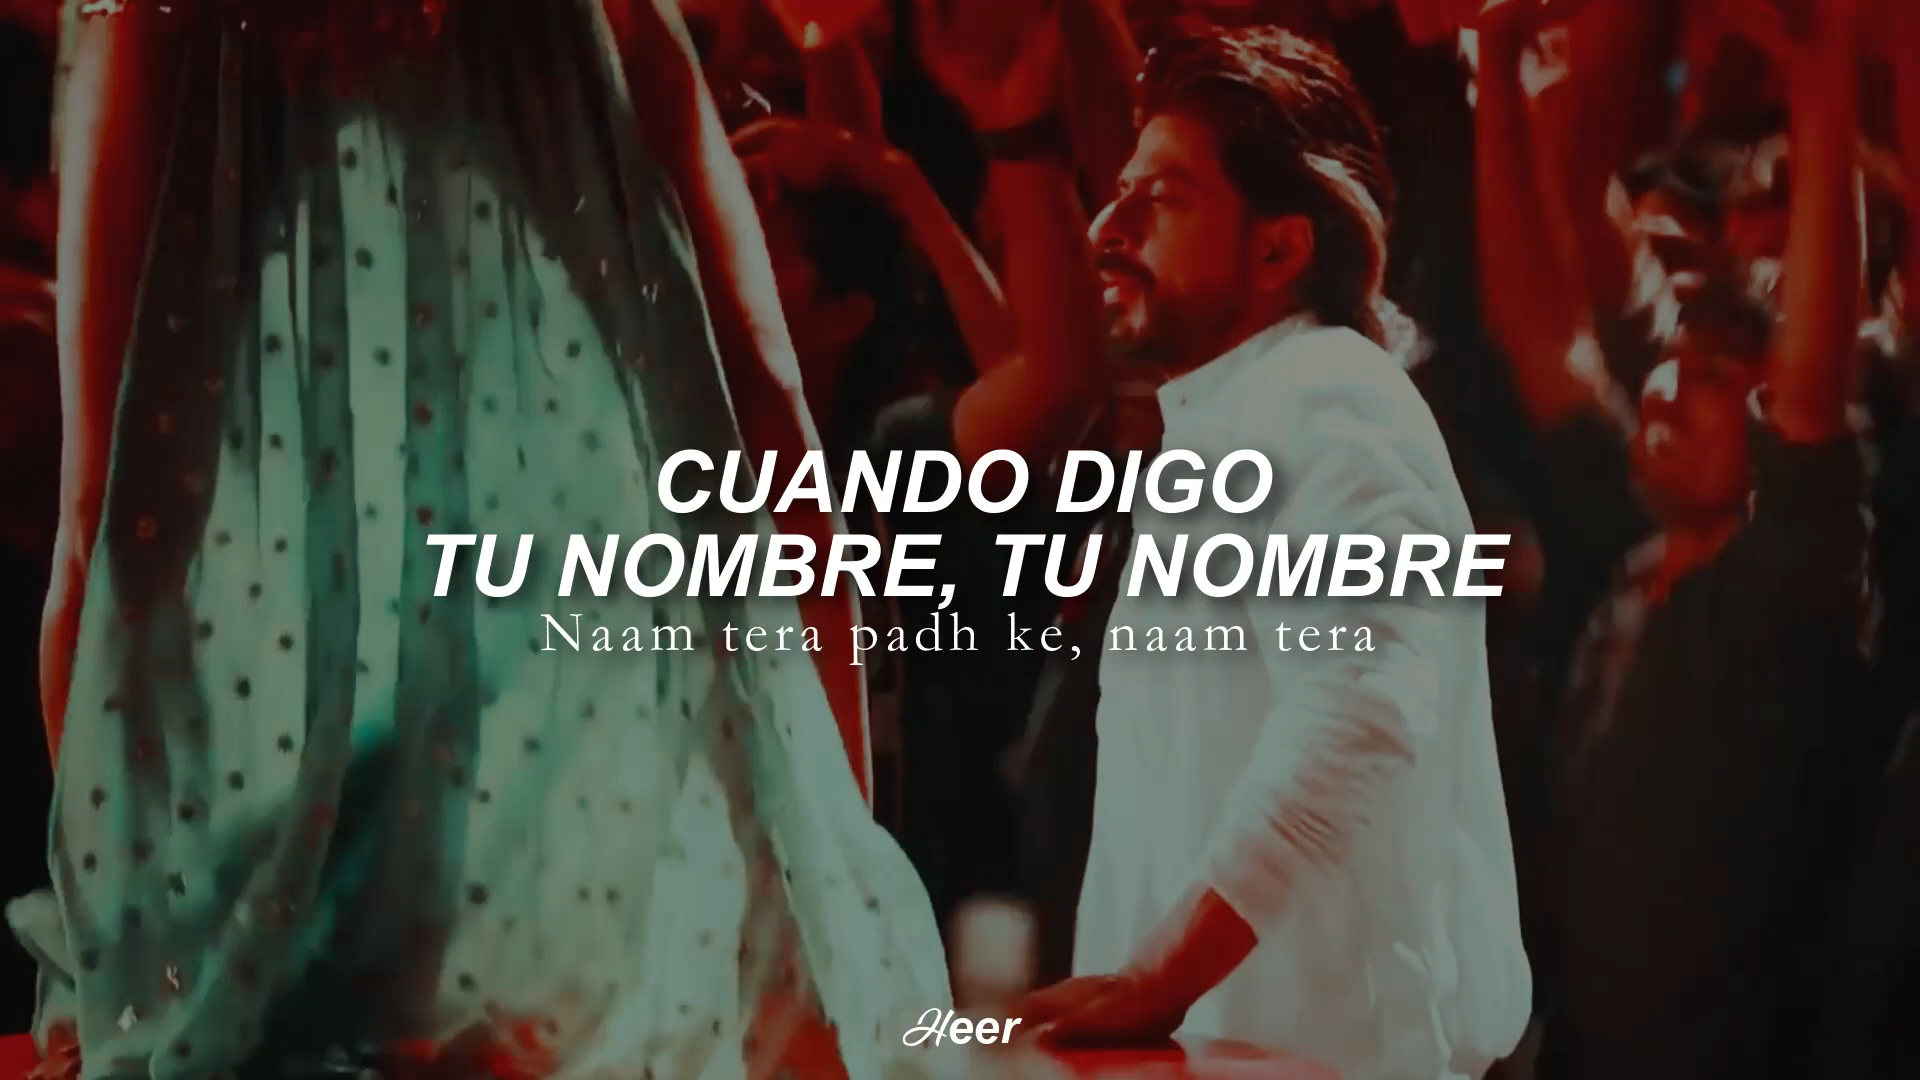 CUANDO DIGO
TU NOMBRE, TU NOMBRE
Naam tera padh ke, naam tera
Heer